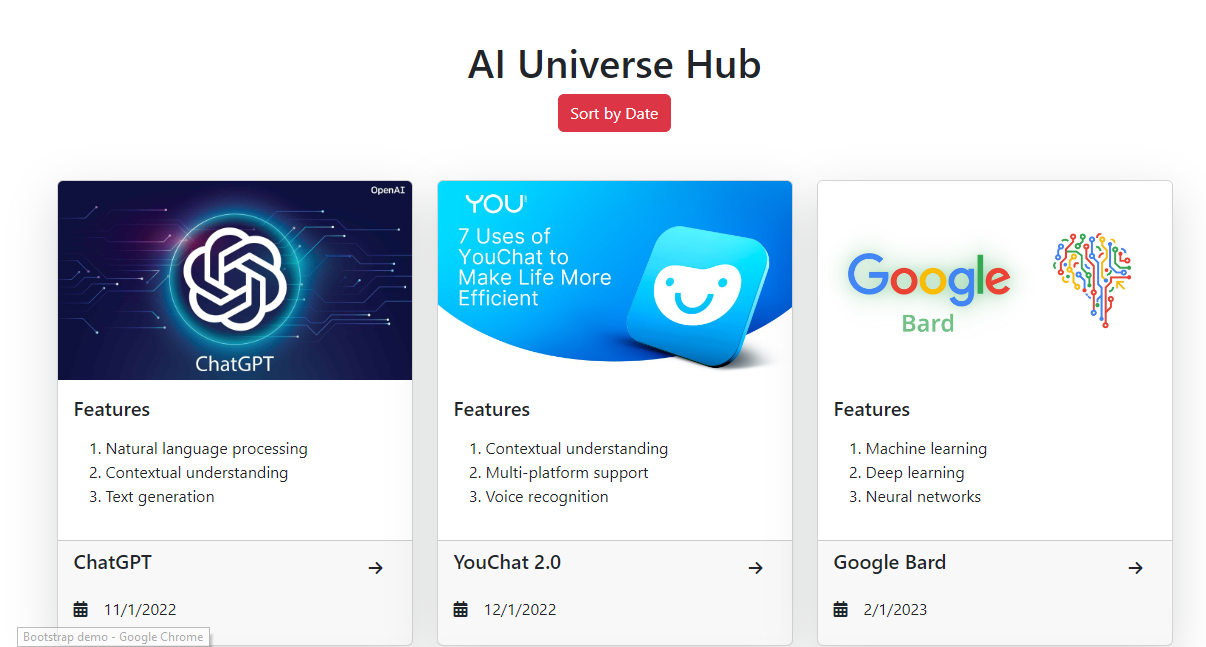 AI Universe Hub
Sort by Date
OpenAI
ChatGPT
Features
1. Natural language processing
2. Contextual understanding
3. Text generation
ChatGPT
11/1/2022
YOU
7 Uses of
YouChat to
Make Life More
Efficient
Features
1. Contextual understanding
2. Multi-platform support
3. Voice recognition
YouChat 2.0
12/1/2022
Google
Bard
Features
1. Machine learning
2. Deep learning
3. Neural networks
Google Bard
2/1/2023
Bootstrap demo - Google Chrome